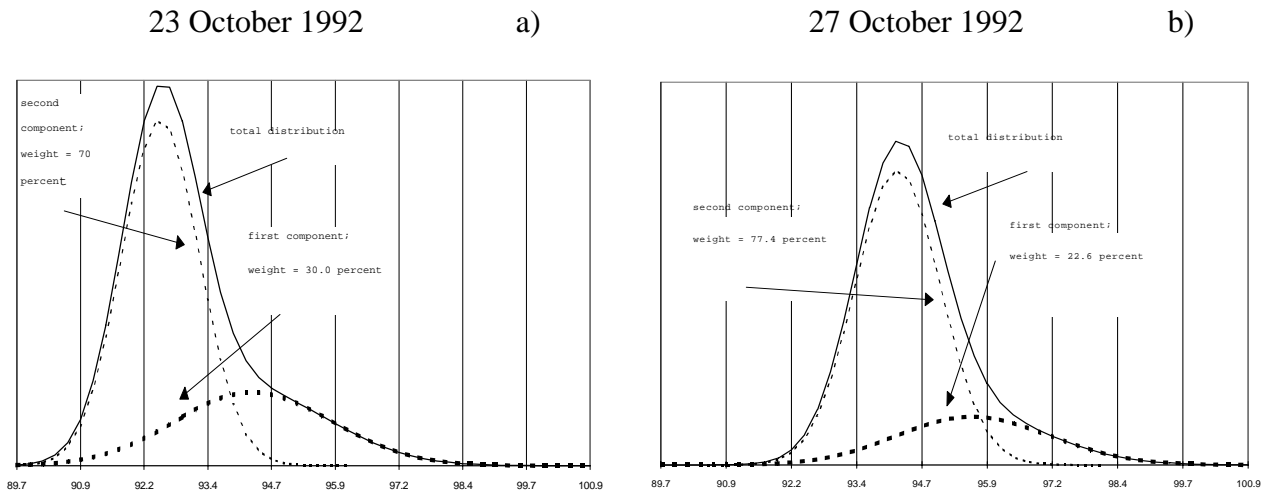 23 October 1992 a)
second
component;
weight = 70
percent
total distribution
first component;
weight = 30.0 percent
89.7 90.9 92.2 93.4 94.7 95.9 97.2 98.4 99.7 100.9
27 October 1992 b)
total distribution
second component;
weight = 77.4 percent
first component;
weight = 22.6 percent
89.7 90.9 92.2 93.4 94.7 95.9 97.2 98.4 99.7 100.9